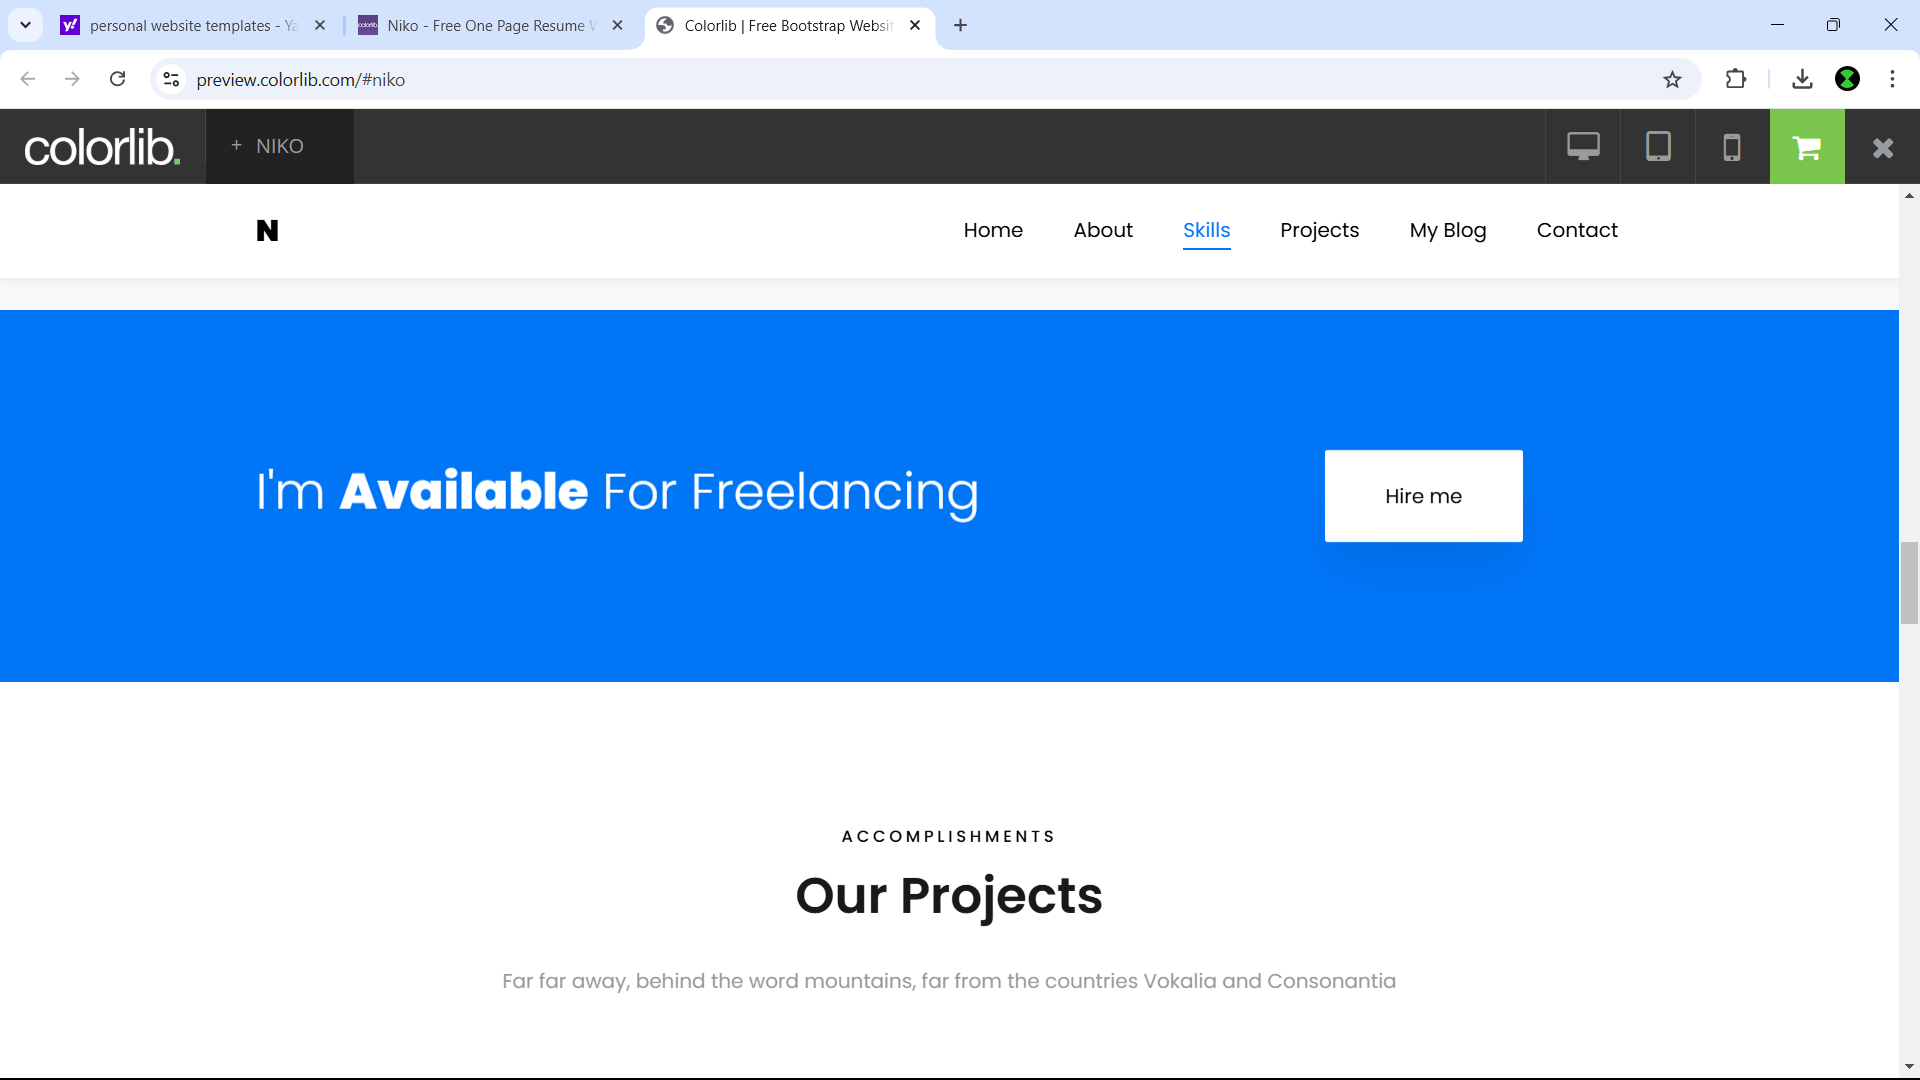 personal website templates - Ya
Niko - Free One Page Resume W
Colorlib | Free Bootstrap Websit
preview.colorlib.com/#niko
colorlib.
+ NIKO
N
Home
About
Skills
Projects
My Blog
Contact
I'm Available For Freelancing
Hire me
ACCOMPLISHMENTS
Our Projects
Far far away, behind the word mountains, far from the countries Vokalia and Consonantia